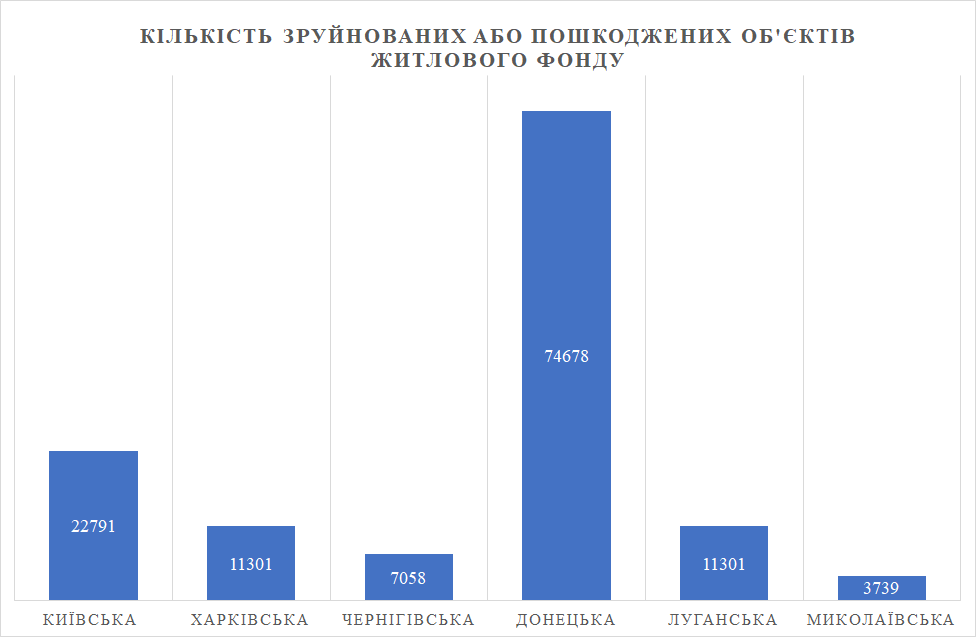 КІЛЬКІСТЬ ЗРУЙНОВАНИХ АБО ПОШКОДЖЕНИХ ОБ'ЄКТІВ
ЖИТЛОВОГО ФОНДУ
22791
11301
7058
74678
11301
3739
КИЇВСЬКА
ХАРКІВСЬКА
ЧЕРНІГІВСЬКА
ДОНЕЦЬКА
ЛУГАНСЬКА
МИКОЛАЇВСЬКА